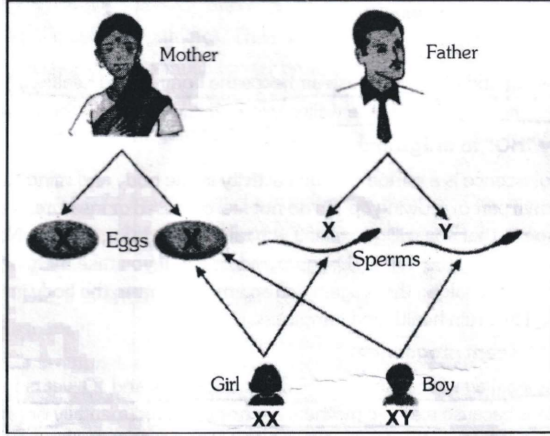 Mother
Father
X Eggs X
X
Y
Sperms
Girl
Boy
XX
XY